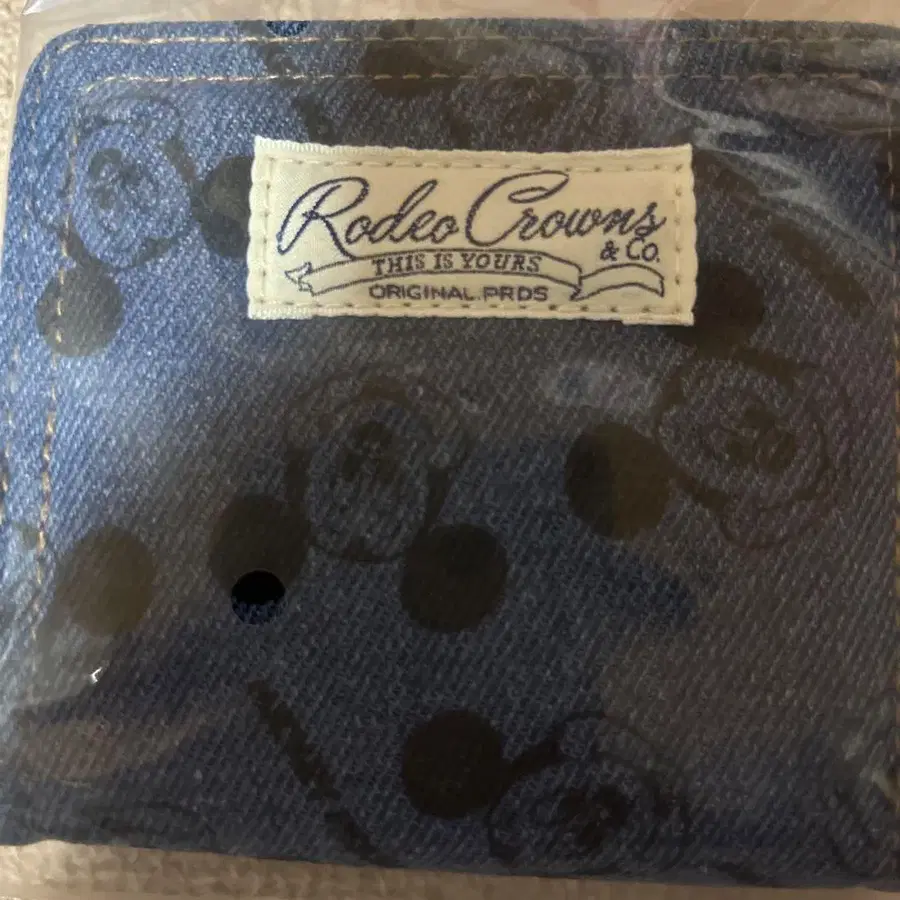 Rodeo Crowns
& Co.
THIS IS YOURS
ORIGINAL.PRDS